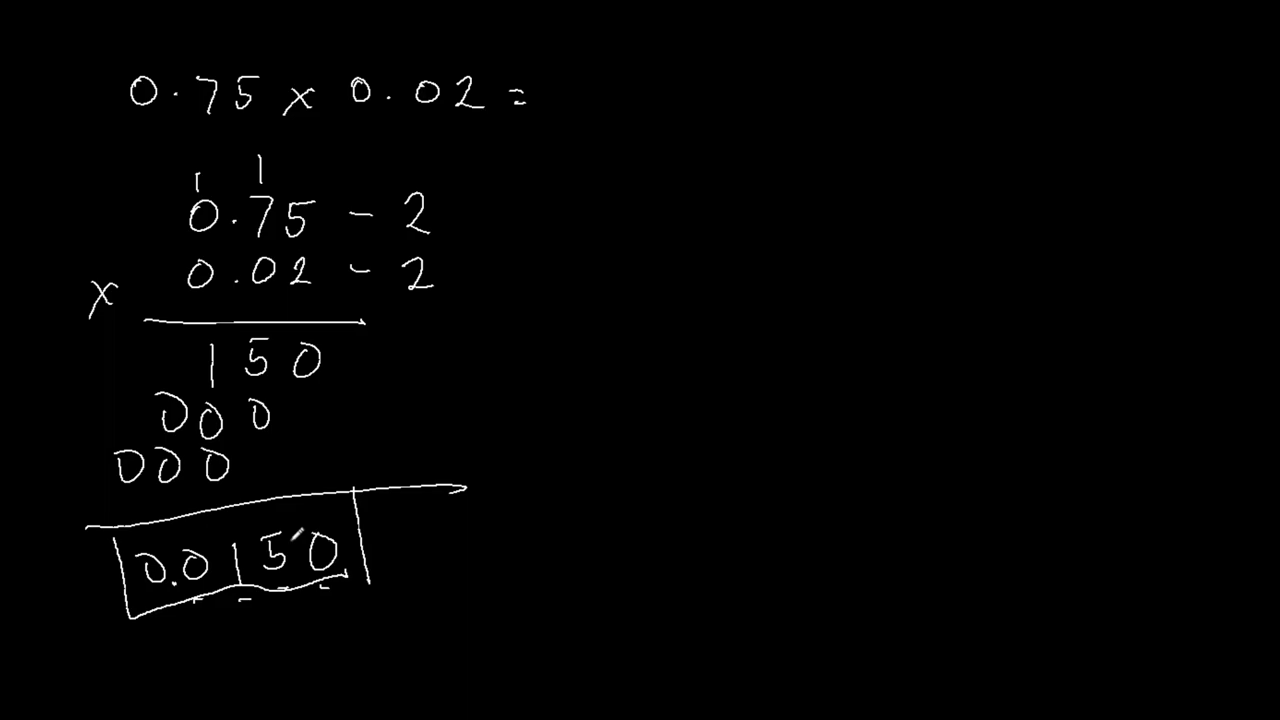 0.75 x 0.02 =
1 1
0.75 - 2
x 0.02 - 2
150
000
000
0.0150